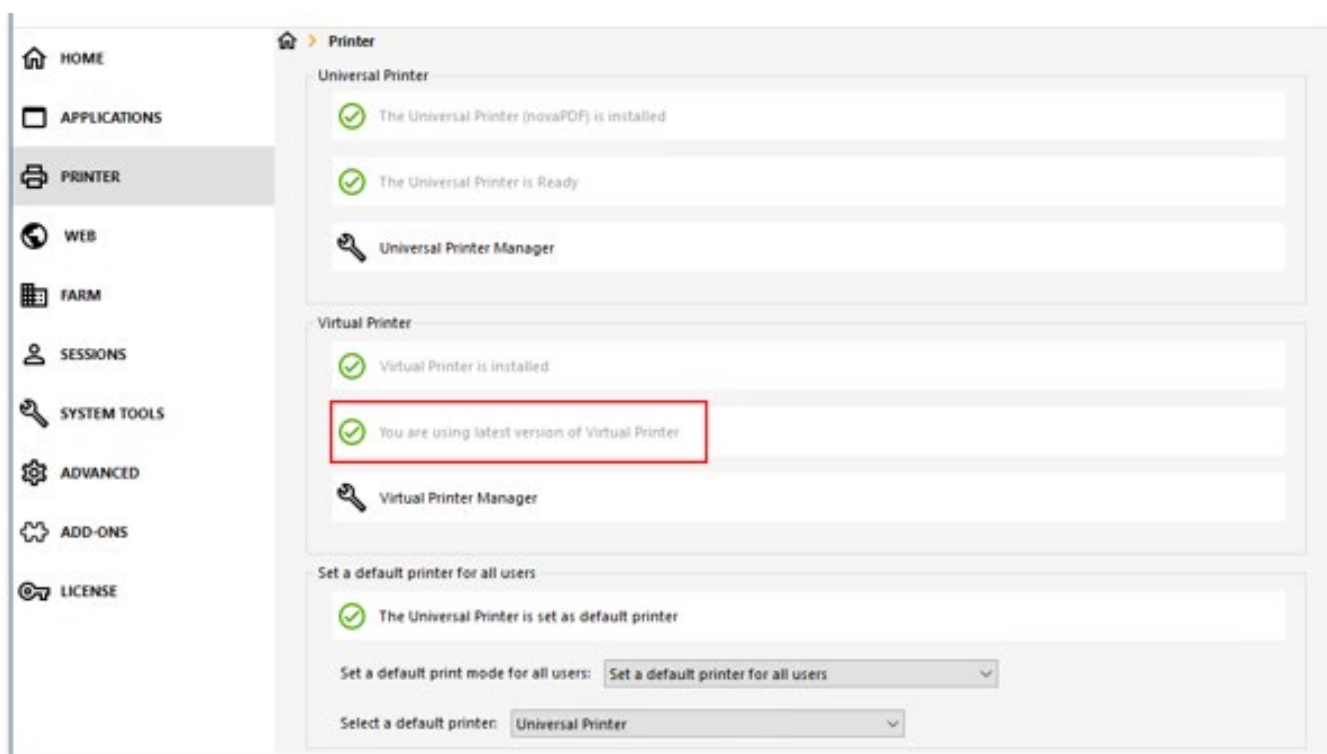 HOME
APPLICATIONS
PRINTER
WEB
FARM
SESSIONS
SYSTEM TOOLS
ADVANCED
ADD-ONS
LICENSE
Printer
Universal Printer
The Universal Printer (novaPDF) is installed
The Universal Printer is Ready
Universal Printer Manager
Virtual Printer
Virtual Printer is installed
You are using latest version of Virtual Printer
Virtual Printer Manager
Set a default printer for all users
The Universal Printer is set as default printer
Set a default print mode for all users: Set a default printer for all users
Select a default printer: Universal Printer